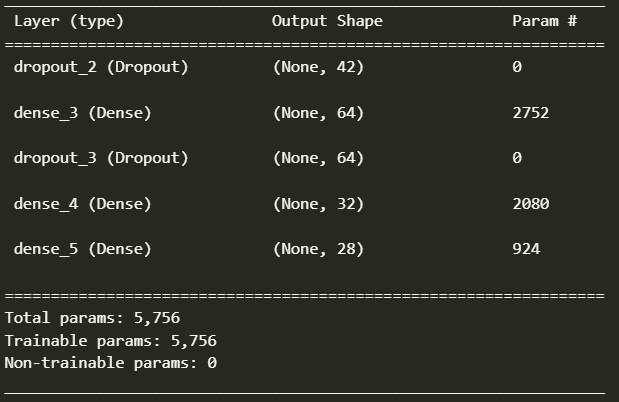 Layer (type) Output Shape Param #
dropout_2 (Dropout) (None, 42) 0
dense_3 (Dense) (None, 64) 2752
dropout_3 (Dropout) (None, 64) 0
dense_4 (Dense) (None, 32) 2080
dense_5 (Dense) (None, 28) 924
Total params: 5,756
Trainable params: 5,756
Non-trainable params: 0